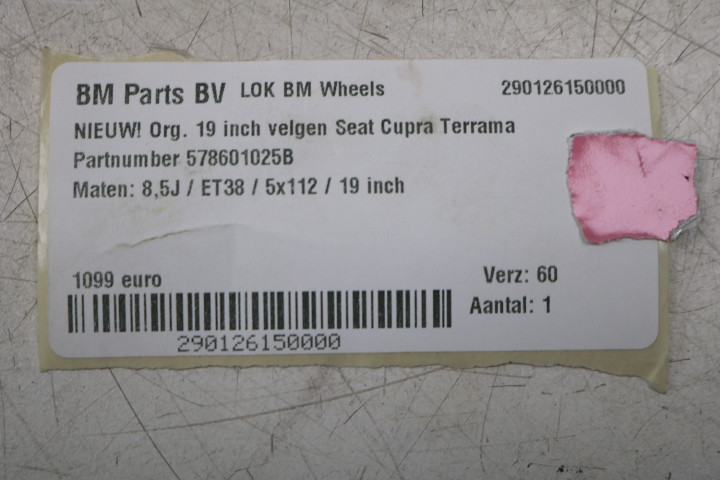 BM Parts BV LOK BM Wheels 290126150000
NIEUW! Org. 19 inch velgen Seat Cupra Terrama
Partnumber 578601025B
Maten: 8,5J / ET38 / 5x112 / 19 inch
1099 euro Verz: 60
Aantal: 1
290126150000